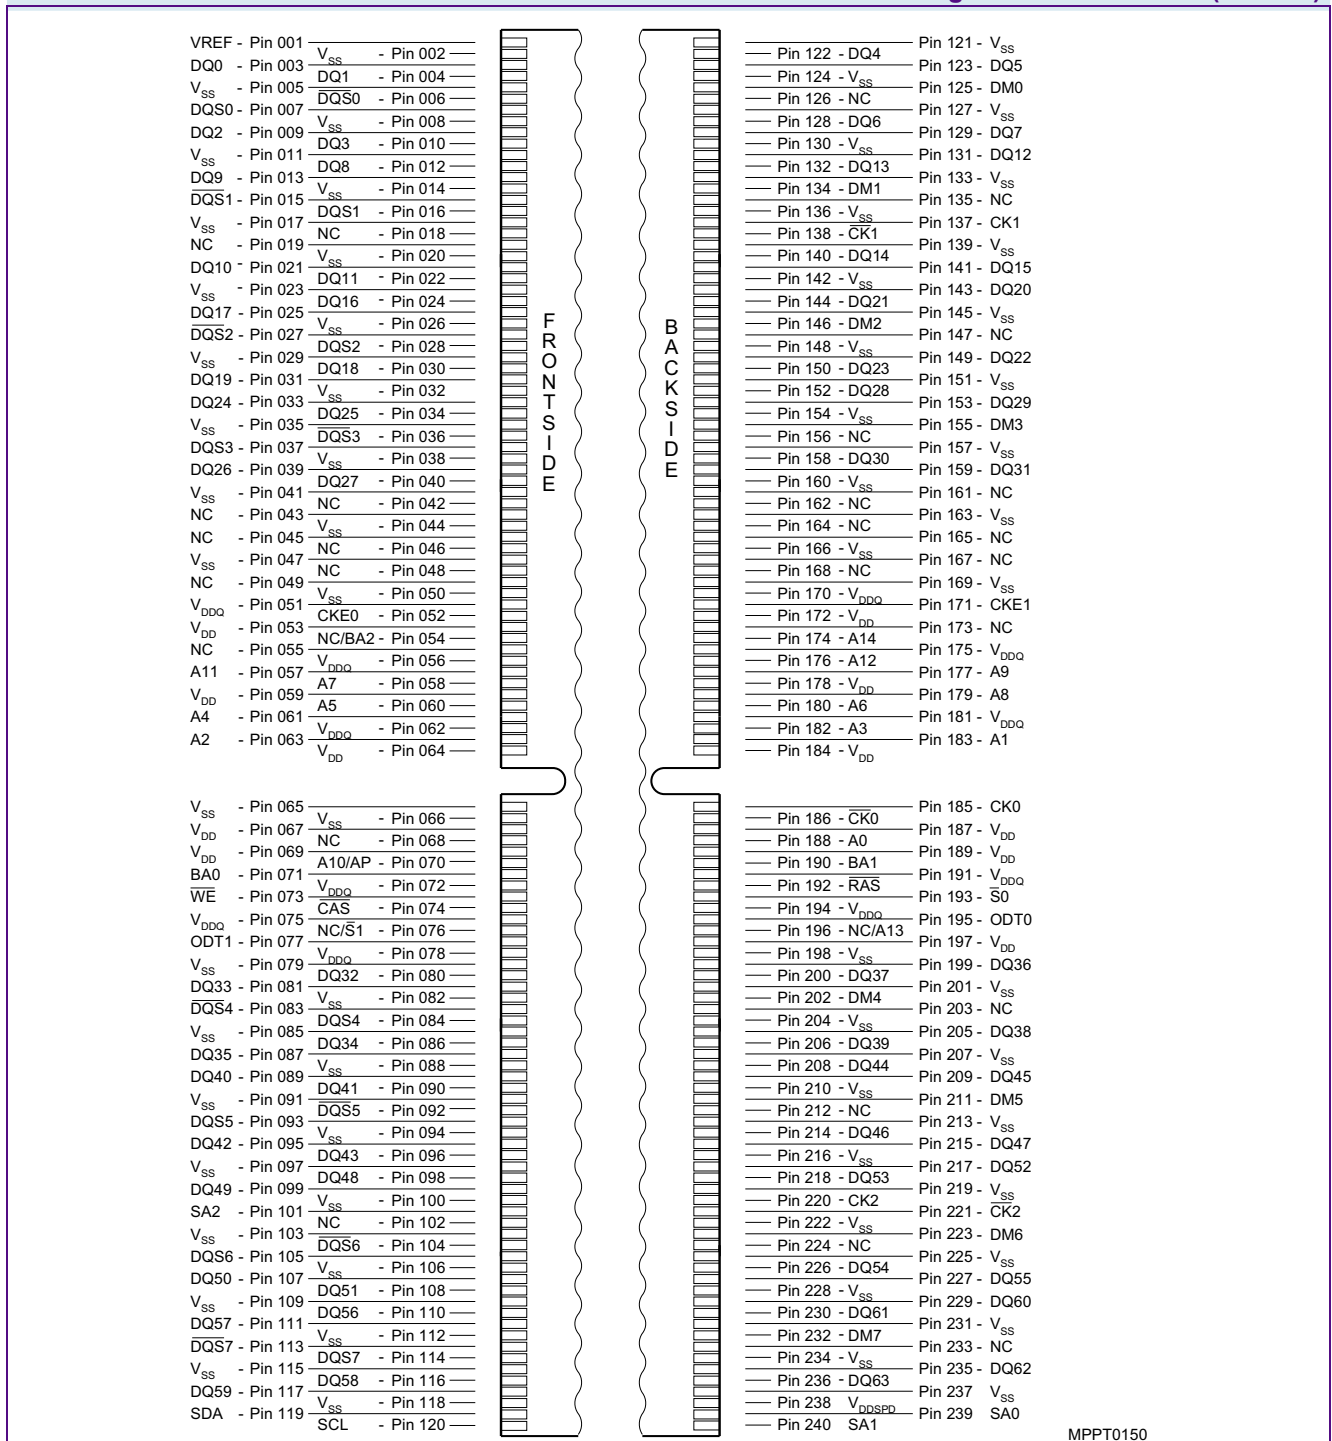 VREF - Pin 001
VSS - Pin 002
DQ0 - Pin 003
DQ1 - Pin 004
VSS - Pin 005
DQS0 - Pin 006
DQS0 - Pin 007
VSS - Pin 008
DQ2 - Pin 009
DQ3 - Pin 010
VSS - Pin 011
DQ8 - Pin 012
DQ9 - Pin 013
VSS - Pin 014
DQS1 - Pin 015
DQS1 - Pin 016
VSS - Pin 017
NC - Pin 018
NC - Pin 019
VSS - Pin 020
DQ10 - Pin 021
DQ11 - Pin 022
VSS - Pin 023
DQ16 - Pin 024
DQ17 - Pin 025
VSS - Pin 026
DQS2 - Pin 027
DQS2 - Pin 028
VSS - Pin 029
DQ18 - Pin 030
DQ19 - Pin 031
VSS - Pin 032
DQ24 - Pin 033
DQ25 - Pin 034
VSS - Pin 035
DQS3 - Pin 036
DQS3 - Pin 037
VSS - Pin 038
DQ26 - Pin 039
DQ27 - Pin 040
VSS - Pin 041
NC - Pin 042
NC - Pin 043
VSS - Pin 044
NC - Pin 045
NC - Pin 046
VSS - Pin 047
NC - Pin 048
NC - Pin 049
VSS - Pin 050
VDDQ - Pin 051
CKE0 - Pin 052
VDD - Pin 053
NC/BA2 - Pin 054
NC - Pin 055
VDDQ - Pin 056
A11 - Pin 057
A7 - Pin 058
VDD - Pin 059
A5 - Pin 060
A4 - Pin 061
VDDQ - Pin 062
A2 - Pin 063
VDD - Pin 064
VSS - Pin 065
VSS - Pin 066
VDD - Pin 067
NC - Pin 068
VDD - Pin 069
A10/AP - Pin 070
BA0 - Pin 071
VDDQ - Pin 072
WE - Pin 073
CAS - Pin 074
VDDQ - Pin 075
NC/S1 - Pin 076
ODT1 - Pin 077
VDDQ - Pin 078
VSS - Pin 079
DQ32 - Pin 080
DQ33 - Pin 081
VSS - Pin 082
DQS4 - Pin 083
DQS4 - Pin 084
VSS - Pin 085
DQ34 - Pin 086
DQ35 - Pin 087
VSS - Pin 088
DQ40 - Pin 089
DQ41 - Pin 090
VSS - Pin 091
DQS5 - Pin 092
DQS5 - Pin 093
VSS - Pin 094
DQ42 - Pin 095
DQ43 - Pin 096
VSS - Pin 097
DQ48 - Pin 098
DQ49 - Pin 099
VSS - Pin 100
SA2 - Pin 101
NC - Pin 102
VSS - Pin 103
DQS6 - Pin 104
DQS6 - Pin 105
VSS - Pin 106
DQ50 - Pin 107
DQ51 - Pin 108
VSS - Pin 109
DQ56 - Pin 110
DQ57 - Pin 111
VSS - Pin 112
DQS7 - Pin 113
DQS7 - Pin 114
VSS - Pin 115
DQ58 - Pin 116
DQ59 - Pin 117
VSS - Pin 118
SDA - Pin 119
SCL - Pin 120
FRONTSIDE
BACKSIDE
Pin 121 - VSS
Pin 122 - DQ4
Pin 123 - DQ5
Pin 124 - VSS
Pin 125 - DM0
Pin 126 - NC
Pin 127 - VSS
Pin 128 - DQ6
Pin 129 - DQ7
Pin 130 - VSS
Pin 131 - DQ12
Pin 132 - DQ13
Pin 133 - VSS
Pin 134 - DM1
Pin 135 - NC
Pin 136 - VSS
Pin 137 - CK1
Pin 138 - CK1
Pin 139 - VSS
Pin 140 - DQ14
Pin 141 - DQ15
Pin 142 - VSS
Pin 143 - DQ20
Pin 144 - DQ21
Pin 145 - VSS
Pin 146 - DM2
Pin 147 - NC
Pin 148 - VSS
Pin 149 - DQ22
Pin 150 - DQ23
Pin 151 - VSS
Pin 152 - DQ28
Pin 153 - DQ29
Pin 154 - VSS
Pin 155 - DM3
Pin 156 - NC
Pin 157 - VSS
Pin 158 - DQ30
Pin 159 - DQ31
Pin 160 - VSS
Pin 161 - NC
Pin 162 - NC
Pin 163 - VSS
Pin 164 - NC
Pin 165 - NC
Pin 166 - VSS
Pin 167 - NC
Pin 168 - NC
Pin 169 - VSS
Pin 170 - VDDQ
Pin 171 - CKE1
Pin 172 - VDD
Pin 173 - NC
Pin 174 - A14
Pin 175 - VDDQ
Pin 176 - A12
Pin 177 - A9
Pin 178 - VDD
Pin 179 - A8
Pin 180 - A6
Pin 181 - VDDQ
Pin 182 - A3
Pin 183 - A1
Pin 184 - VDD
Pin 185 - CK0
Pin 186 - CK0
Pin 187 - VDD
Pin 188 - A0
Pin 189 - VDD
Pin 190 - BA1
Pin 191 - VDDQ
Pin 192 - RAS
Pin 193 - S0
Pin 194 - VDDQ
Pin 195 - ODT0
Pin 196 - NC/A13
Pin 197 - VDD
Pin 198 - VSS
Pin 199 - DQ36
Pin 200 - DQ37
Pin 201 - VSS
Pin 202 - DM4
Pin 203 - NC
Pin 204 - VSS
Pin 205 - DQ38
Pin 206 - DQ39
Pin 207 - VSS
Pin 208 - DQ44
Pin 209 - DQ45
Pin 210 - VSS
Pin 211 - DM5
Pin 212 - NC
Pin 213 - VSS
Pin 214 - DQ46
Pin 215 - DQ47
Pin 216 - VSS
Pin 217 - DQ52
Pin 218 - DQ53
Pin 219 - VSS
Pin 220 - CK2
Pin 221 - CK2
Pin 222 - VSS
Pin 223 - DM6
Pin 224 - NC
Pin 225 - VSS
Pin 226 - DQ54
Pin 227 - DQ55
Pin 228 - VSS
Pin 229 - DQ60
Pin 230 - DQ61
Pin 231 - VSS
Pin 232 - DM7
Pin 233 - NC
Pin 234 - VSS
Pin 235 - DQ62
Pin 236 - DQ63
Pin 237 VSS
Pin 238 VDDSPD
Pin 239 SA0
Pin 240 SA1
MPPT0150